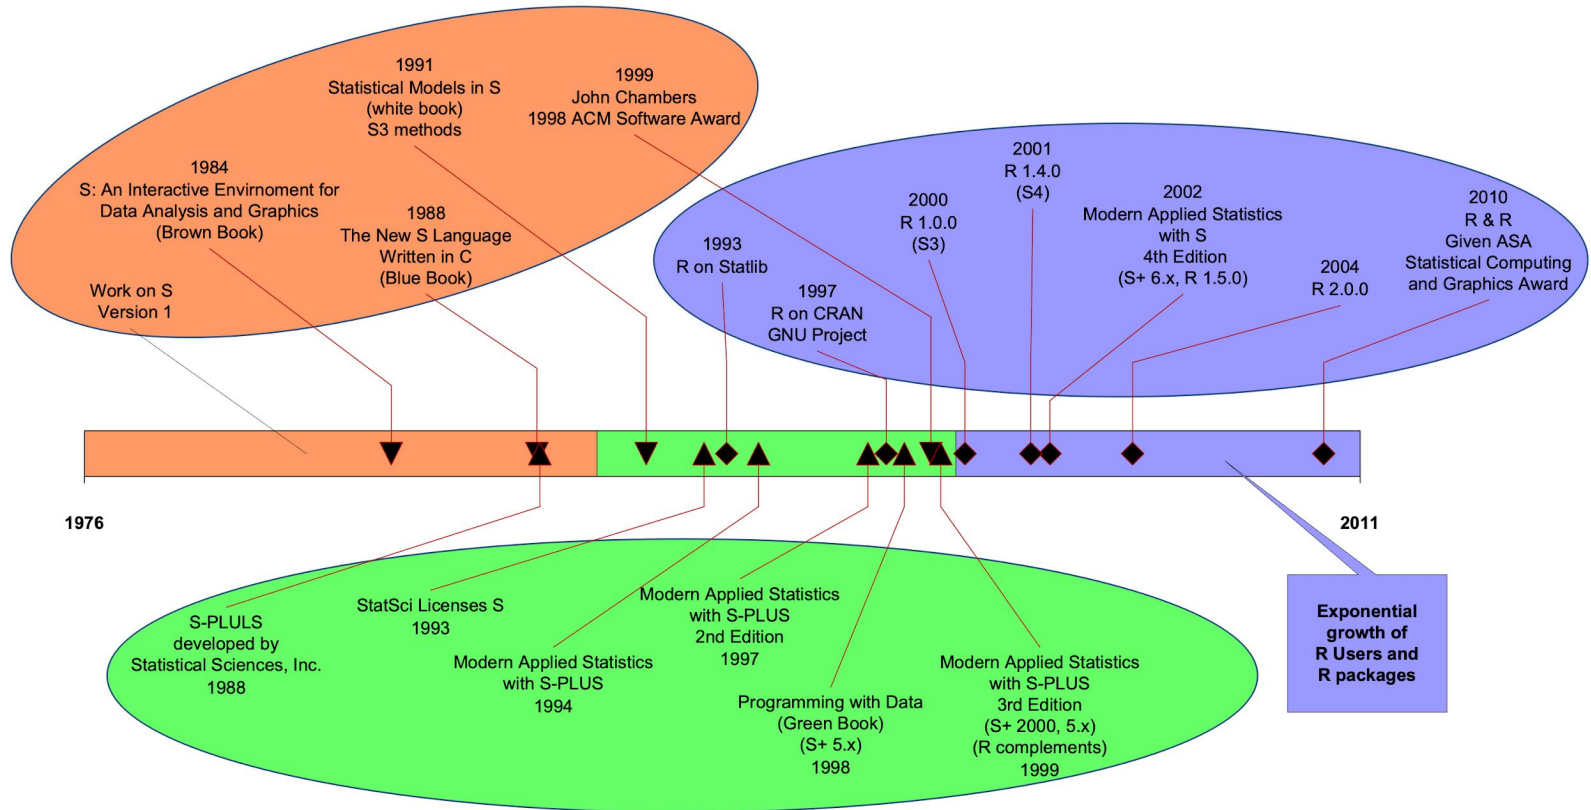 1991
Statistical Models in S
(white book)
S3 methods
1999
John Chambers
1998 ACM Software Award
1984
S: An Interactive Envirnoment for
Data Analysis and Graphics
(Brown Book)
1988
The New S Language
Written in C
(Blue Book)
Work on S
Version 1
1993
R on Statlib
1997
R on CRAN
GNU Project
2000
R 1.0.0
(S3)
2001
R 1.4.0
(S4)
2002
Modern Applied Statistics
with S
4th Edition
(S+ 6.x, R 1.5.0)
2004
R 2.0.0
2010
R & R
Given ASA
Statistical Computing
and Graphics Award
1976
2011
S-PLULS
developed by
Statistical Sciences, Inc.
1988
StatSci Licenses S
1993
Modern Applied Statistics
with S-PLUS
1994
Modern Applied Statistics
with S-PLUS
2nd Edition
1997
Programming with Data
(Green Book)
(S+ 5.x)
1998
Modern Applied Statistics
with S-PLUS
3rd Edition
(S+ 2000, 5.x)
(R complements)
1999
Exponential
growth of
R Users and
R packages